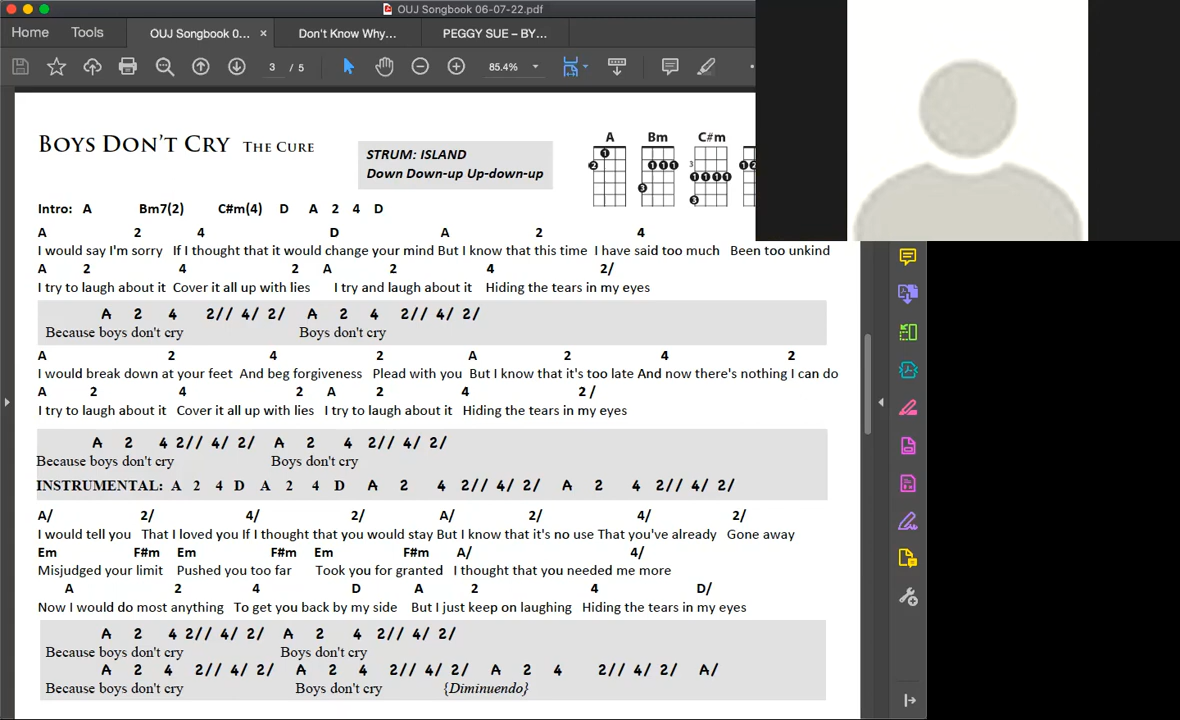 OUJ Songbook 06-07-22.pdf
Home Tools OUJ Songbook 0... × Don't Know Why... PEGGY SUE – BY...
3 / 5 85.4%
BOYS DON'T CRY THE CURE
STRUM: ISLAND
Down Down-up Up-down-up
A Bm C#m
Intro: A Bm7(2) C#m(4) D A 2 4 D
A 2 4 D A 2 4
I would say I'm sorry If I thought that it would change your mind But I know that this time I have said too much Been too unkind
A 2 4 2 A 2 4 2/
I try to laugh about it Cover it all up with lies I try and laugh about it Hiding the tears in my eyes
A 2 4 2// 4/ 2/ A 2 4 2// 4/ 2/
Because boys don't cry Boys don't cry
A 2 4 2 A 2 4 2
I would break down at your feet And beg forgiveness Plead with you But I know that it's too late And now there's nothing I can do
A 2 4 2 A 2 4 2 /
I try to laugh about it Cover it all up with lies I try to laugh about it Hiding the tears in my eyes
A 2 4 2// 4/ 2/ A 2 4 2// 4/ 2/
Because boys don't cry Boys don't cry
INSTRUMENTAL: A 2 4 D A 2 4 D A 2 4 2// 4/ 2/ A 2 4 2// 4/ 2/
A/ 2/ 4/ 2/ A/ 2/ 4/ 2/
I would tell you That I loved you If I thought that you would stay But I know that it's no use That you've already Gone away
Em F#m Em F#m Em F#m A/ 4/
Misjudged your limit Pushed you too far Took you for granted I thought that you needed me more
A 2 4 D A 2 4 D/
Now I would do most anything To get you back by my side But I just keep on laughing Hiding the tears in my eyes
A 2 4 2// 4/ 2/ A 2 4 2// 4/ 2/
Because boys don't cry Boys don't cry
A 2 4 2// 4/ 2/ A 2 4 2// 4/ 2/ A 2 4 2// 4/ 2/ A/
Because boys don't cry Boys don't cry {Diminuendo}